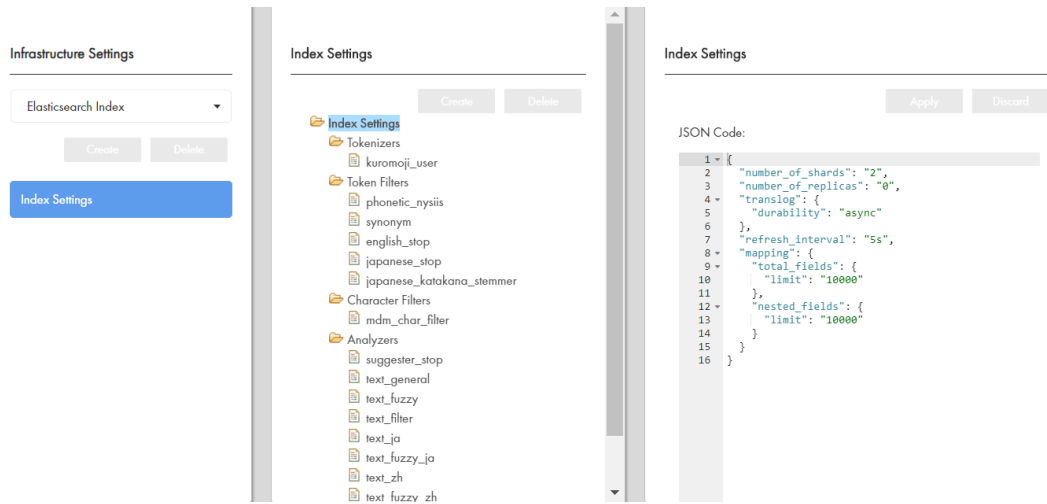 Infrastructure Settings
Elasticsearch Index
Create Delete
Index Settings
Index Settings
Create Delete
Index Settings
Tokenizers
kuromoji_user
Token Filters
phonetic_nysiis
synonym
english_stop
japanese_stop
japanese_katakana_stemmer
Character Filters
mdm_char_filter
Analyzers
suggester_stop
text_general
text_fuzzy
text_filter
text_ja
text_fuzzy_ja
text_zh
text_fuzzy_zh
Index Settings
Apply Discard
JSON Code:
1 {
2 "number_of_shards": "2",
3 "number_of_replicas": "0",
4 "translog": {
5 "durability": "async"
6 },
7 "refresh_interval": "5s",
8 "mapping": {
9 "total_fields": {
10 "limit": "10000"
11 },
12 "nested_fields": {
13 "limit": "10000"
14 }
15 }
16 }